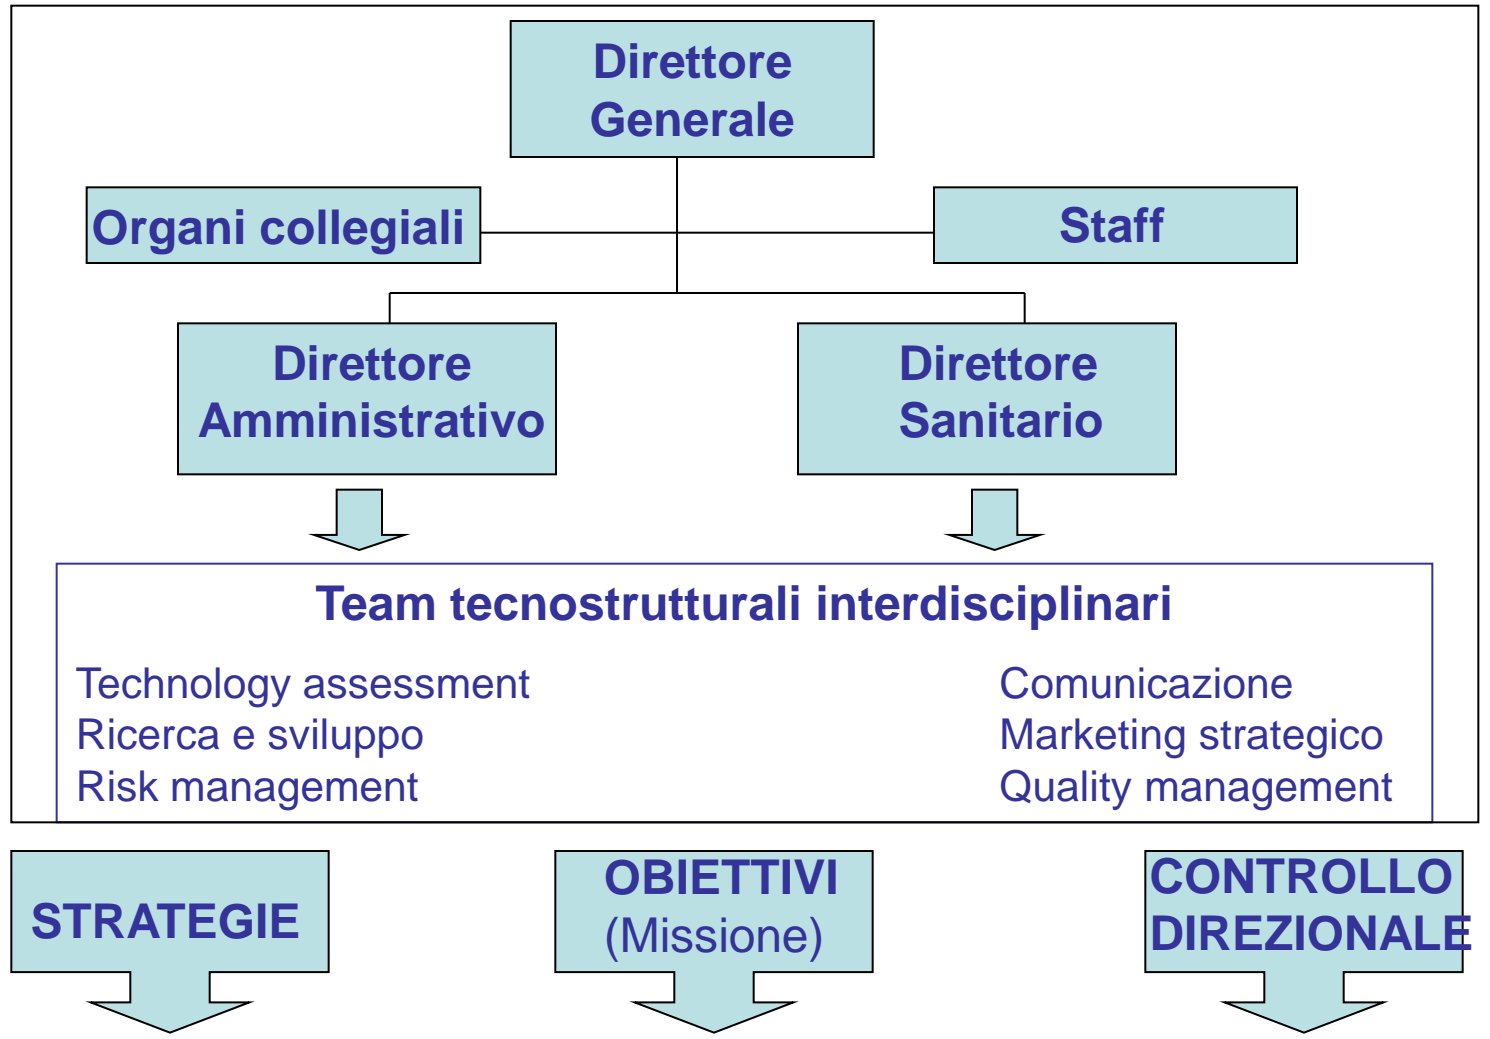 Direttore
Generale
Organi collegiali
Staff
Direttore
Amministrativo
Direttore
Sanitario
Team tecnostrutturali interdisciplinari
Technology assessment
Ricerca e sviluppo
Risk management
Comunicazione
Marketing strategico
Quality management
STRATEGIE
OBIETTIVI
(Missione)
CONTROLLO
DIREZIONALE